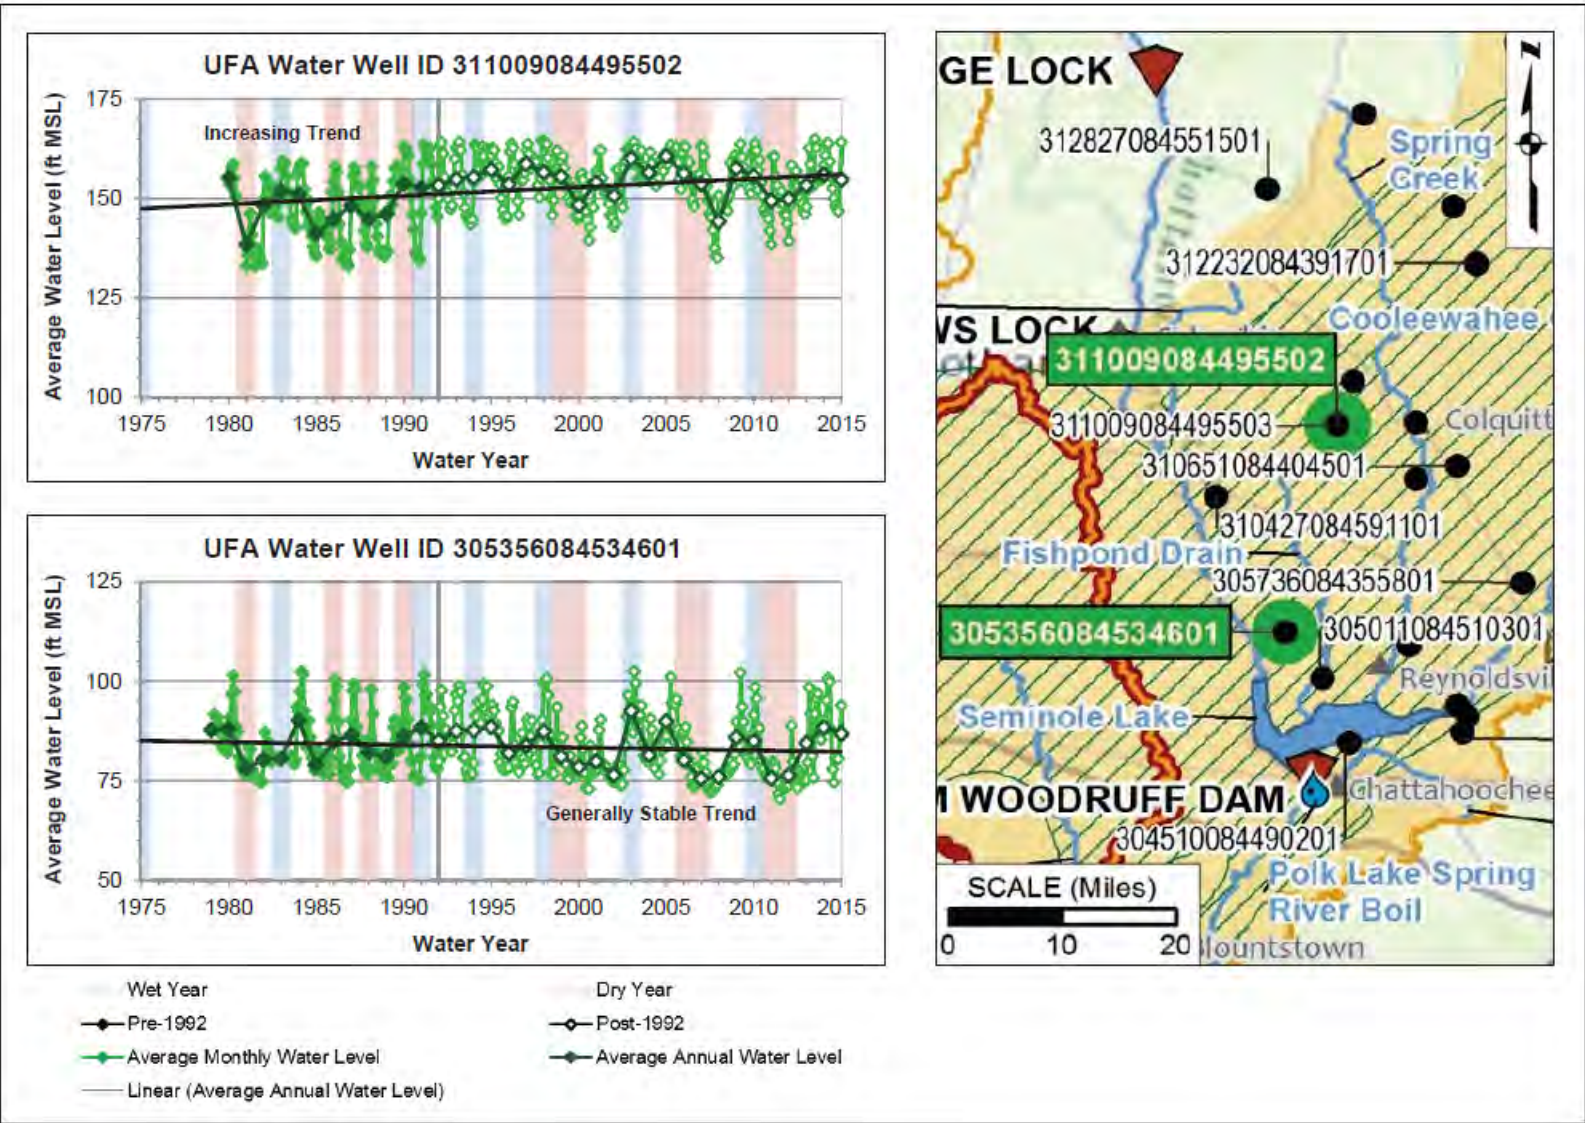 UFA Water Well ID 311009084495502
Average Water Level (ft MSL)
175
150
125
100
Increasing Trend
1975 1980 1985 1990 1995 2000 2005 2010 2015
Water Year
UFA Water Well ID 305356084534601
Average Water Level (ft MSL)
125
100
75
50
Generally Stable Trend
1975 1980 1985 1990 1995 2000 2005 2010 2015
Water Year
Wet Year
Dry Year
Pre-1992
Post-1992
Average Monthly Water Level
Average Annual Water Level
Linear (Average Annual Water Level)
GE LOCK
Z
312827084551501
Spring
Creek
312232084391701
Cooleewahee
WS LOCK
311009084495502
311009084495503
Colquitt
310651084404501
310427084591101
Fishpond Drain
305736084355801
305356084534601
305011084510301
Reynoldsvil
Seminole Lake
M WOODRUFF DAM
Chattahoochee
304510084490201
Polk Lake Spring
River Boil
SCALE (Miles)
0 10 20
Blountstown